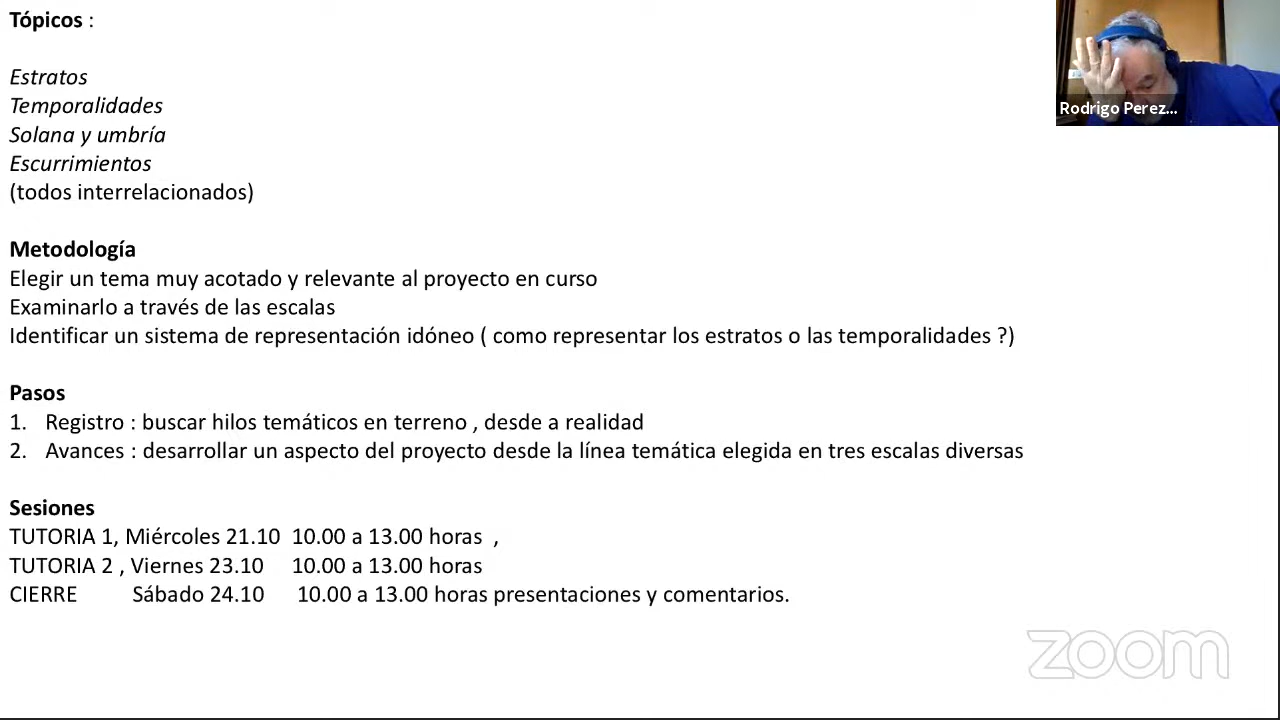 Tópicos :
Estratos
Temporalidades
Solana y umbría
Escurrimientos
(todos interrelacionados)
Metodología
Elegir un tema muy acotado y relevante al proyecto en curso
Examinarlo a través de las escalas
Identificar un sistema de representación idóneo ( como representar los estratos o las temporalidades ?)
Pasos
1. Registro : buscar hilos temáticos en terreno , desde a realidad
2. Avances : desarrollar un aspecto del proyecto desde la línea temática elegida en tres escalas diversas
Sesiones
TUTORIA 1, Miércoles 21.10 10.00 a 13.00 horas ,
TUTORIA 2 , Viernes 23.10 10.00 a 13.00 horas
CIERRE Sábado 24.10 10.00 a 13.00 horas presentaciones y comentarios.
Rodrigo Perez...
zoom